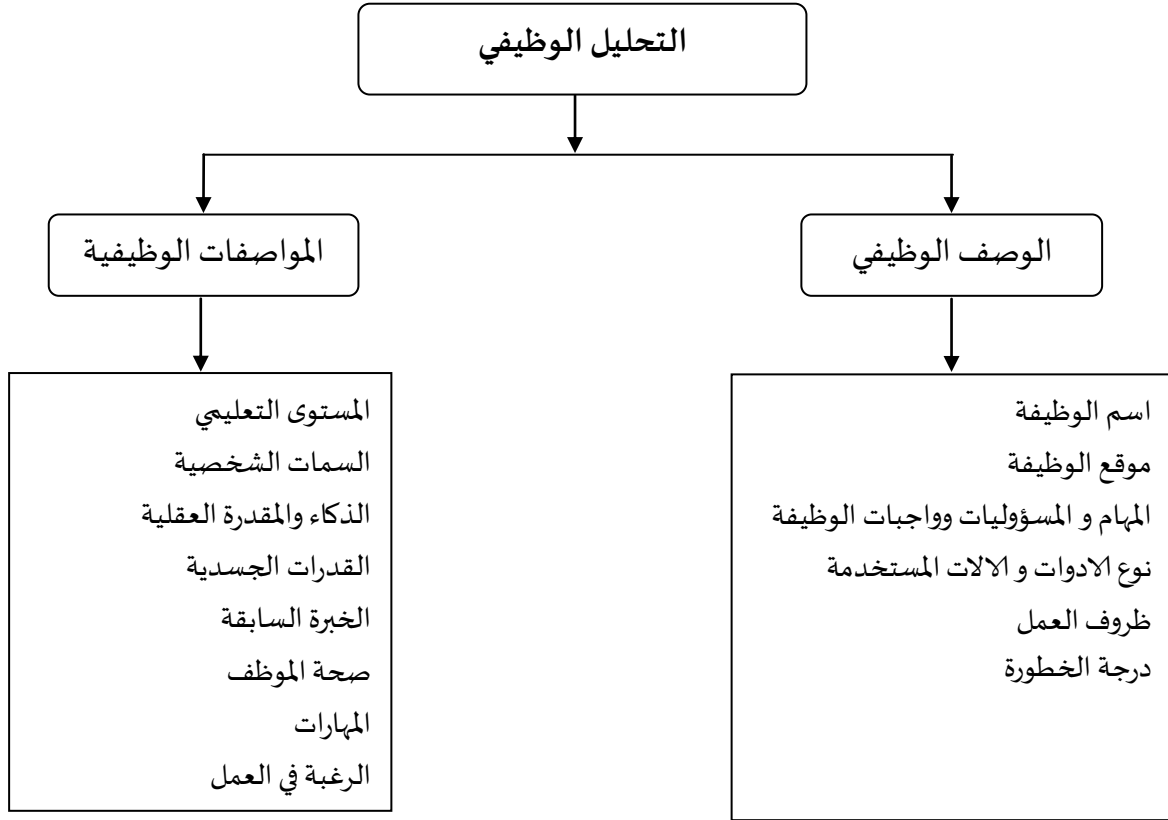 التحليل الوظيفي
الوصف الوظيفي
المواصفات الوظيفية
اسم الوظيفة
موقع الوظيفة
المهام و المسؤوليات وواجبات الوظيفة
نوع الادوات و الالات المستخدمة
ظروف العمل
درجة الخطورة
المستوى التعليمي
السمات الشخصية
الذكاء والمقدرة العقلية
القدرات الجسدية
الخبرة السابقة
صحة الموظف
المهارات
الرغبة في العمل